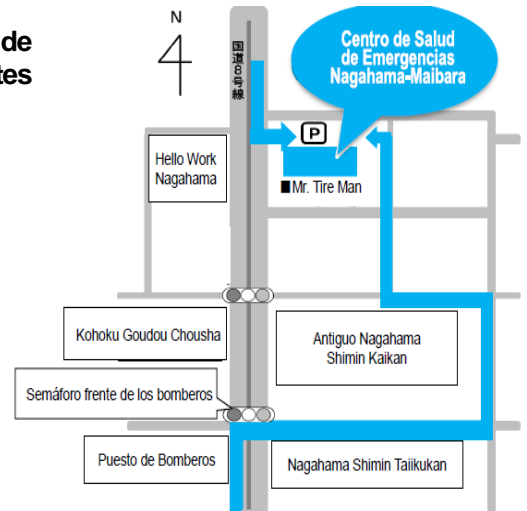 de
tes
N
国道8号線
Centro de Salud
de Emergencias
Nagahama-Maibara
P
Hello Work
Nagahama
■Mr. Tire Man
Kohoku Goudou Chousha
Antiguo Nagahama
Shimin Kaikan
Semáforo frente de los bomberos
Puesto de Bomberos
Nagahama Shimin Taiikukan